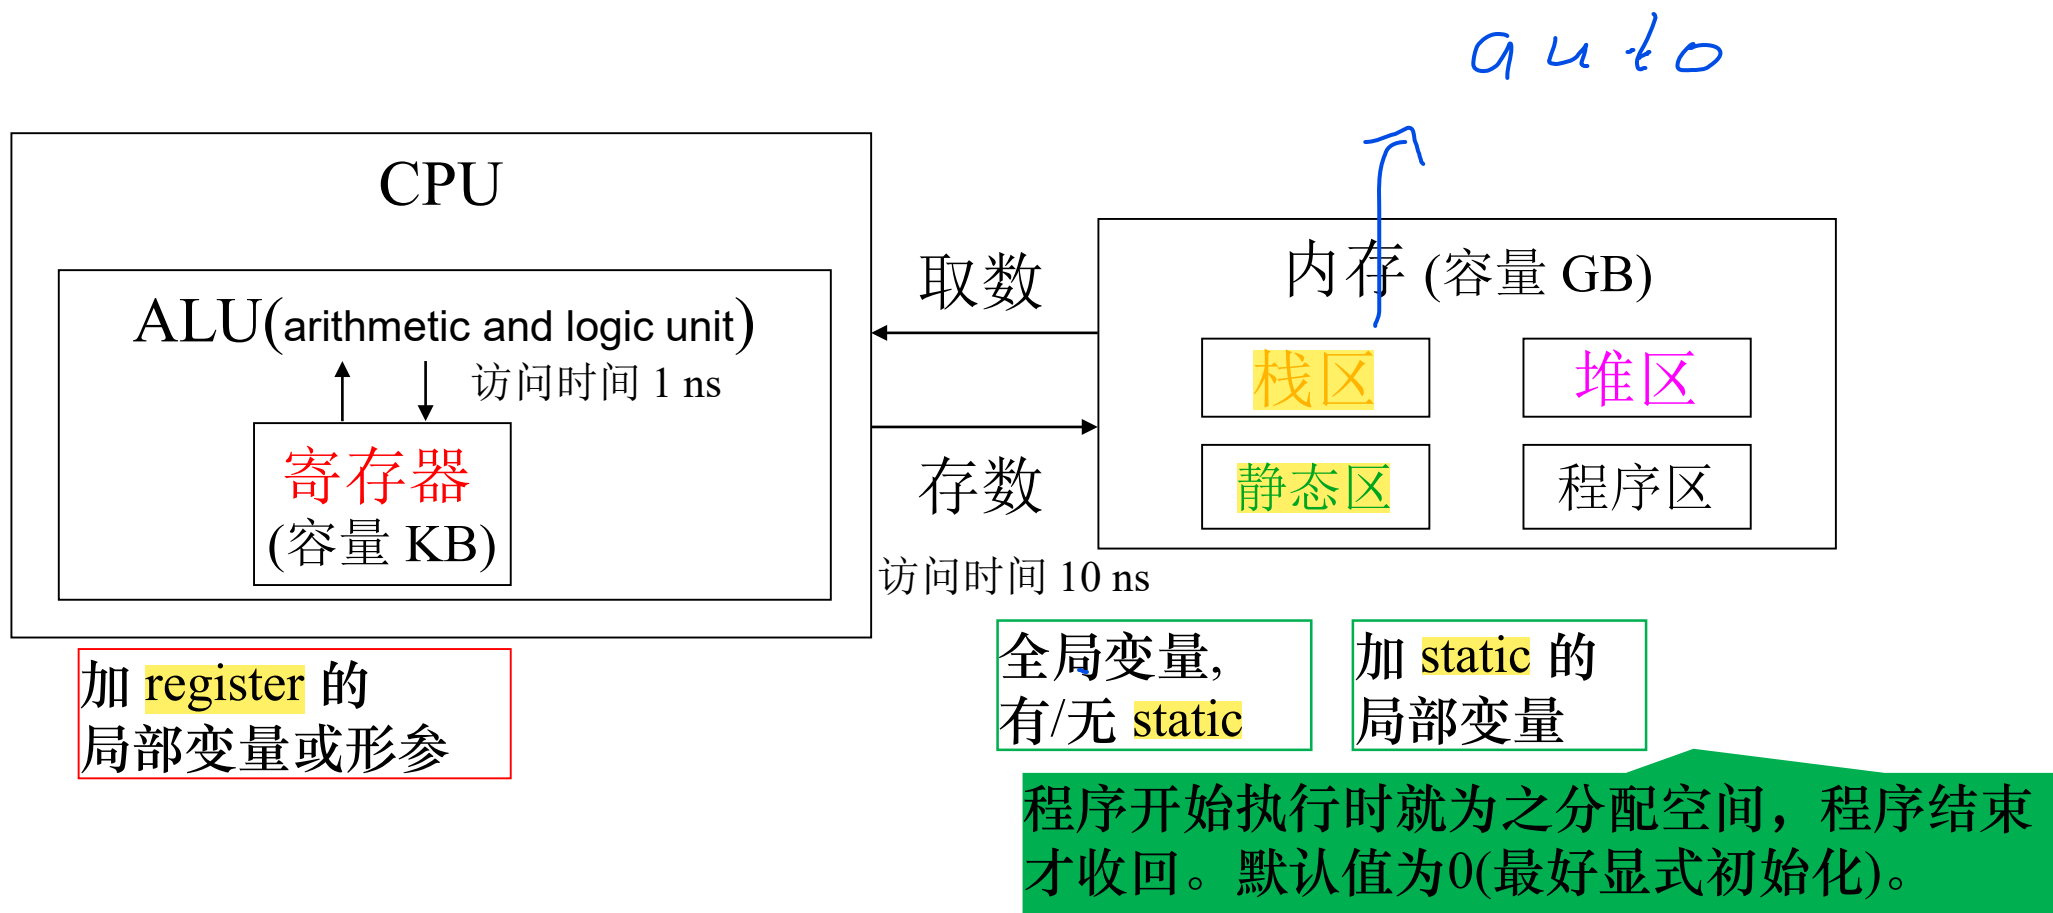 auto
CPU
ALU(arithmetic and logic unit)
访问时间 1 ns
寄存器
(容量 KB)
取数
存数
访问时间 10 ns
内存 (容量 GB)
栈区
堆区
静态区
程序区
加 register 的
局部变量或形参
全局变量,
有/无 static
加 static 的
局部变量
程序开始执行时就为之分配空间，程序结束
才收回。默认值为0(最好显式初始化)。